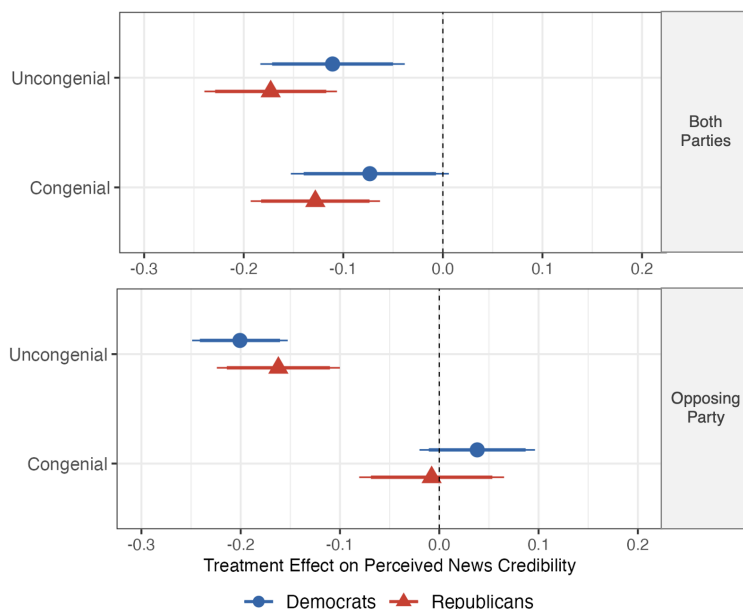 Uncongenial
Congenial
Both
Parties
-0.3 -0.2 -0.1 0.0 0.1 0.2
Uncongenial
Congenial
Opposing
Party
-0.3 -0.2 -0.1 0.0 0.1 0.2
Treatment Effect on Perceived News Credibility
Democrats Republicans